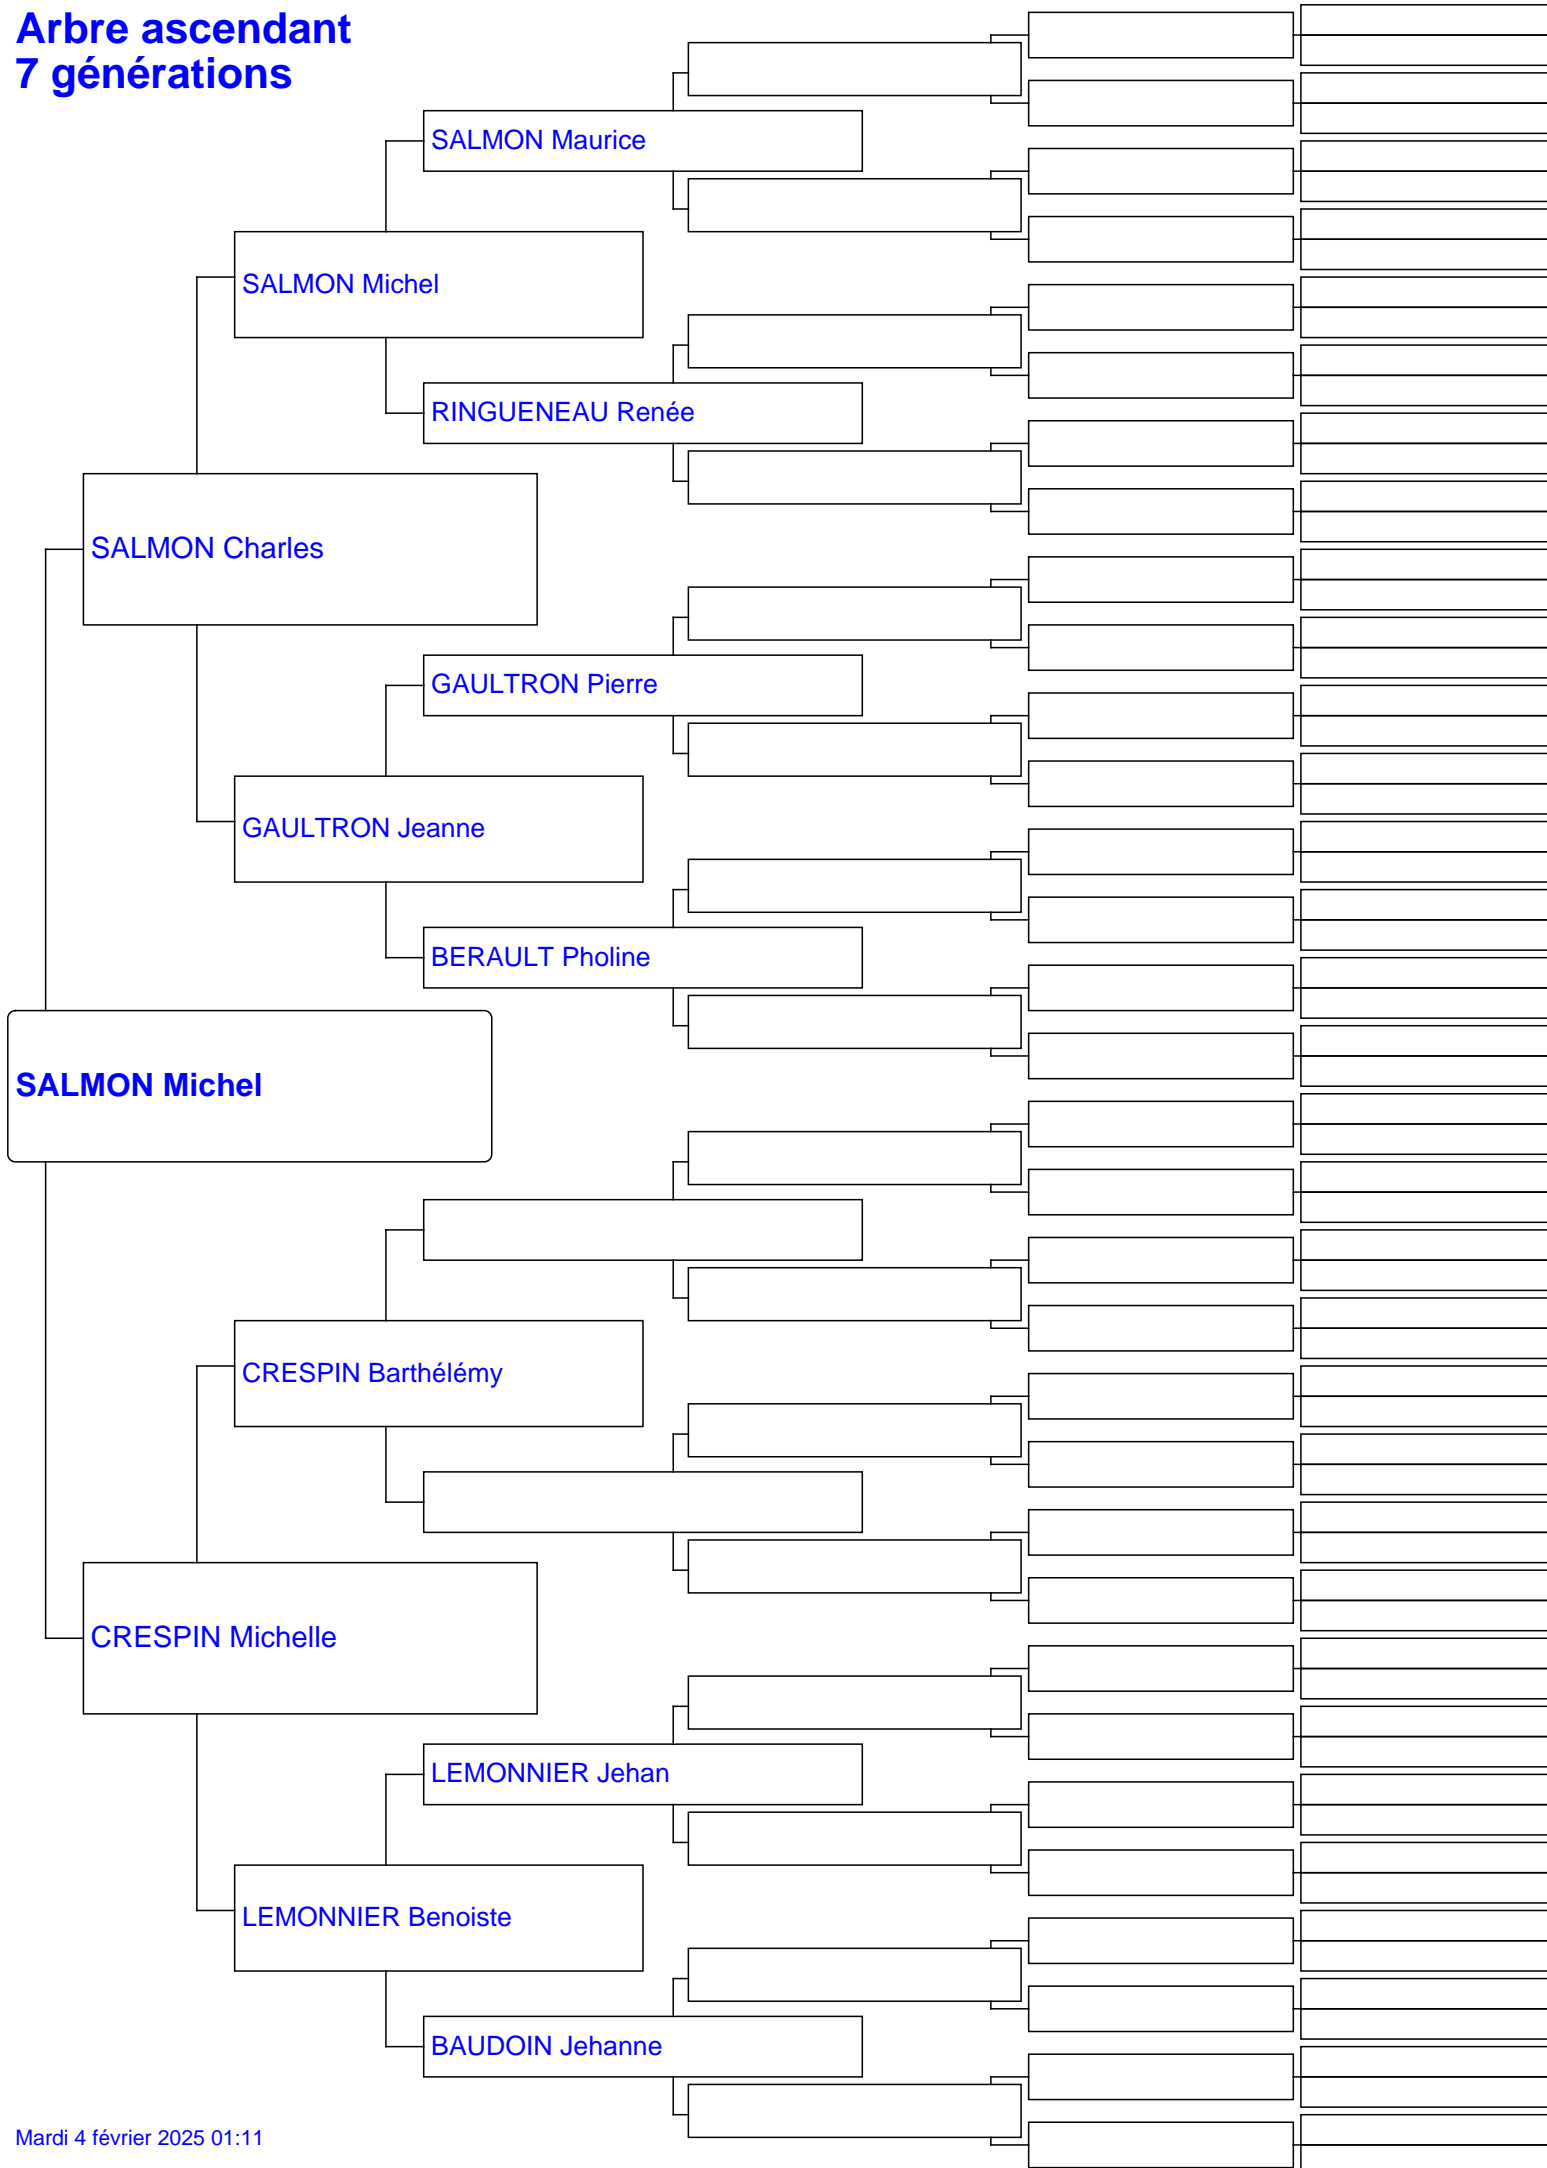 Arbre ascendant
7 générations
SALMON Maurice
SALMON Michel
RINGUENEAU Renée
SALMON Charles
GAULTRON Pierre
GAULTRON Jeanne
BERAULT Pholine
SALMON Michel
CRESPIN Barthélémy
CRESPIN Michelle
LEMONNIER Jehan
LEMONNIER Benoiste
BAUDOIN Jehanne
Mardi 4 février 2025 01:11